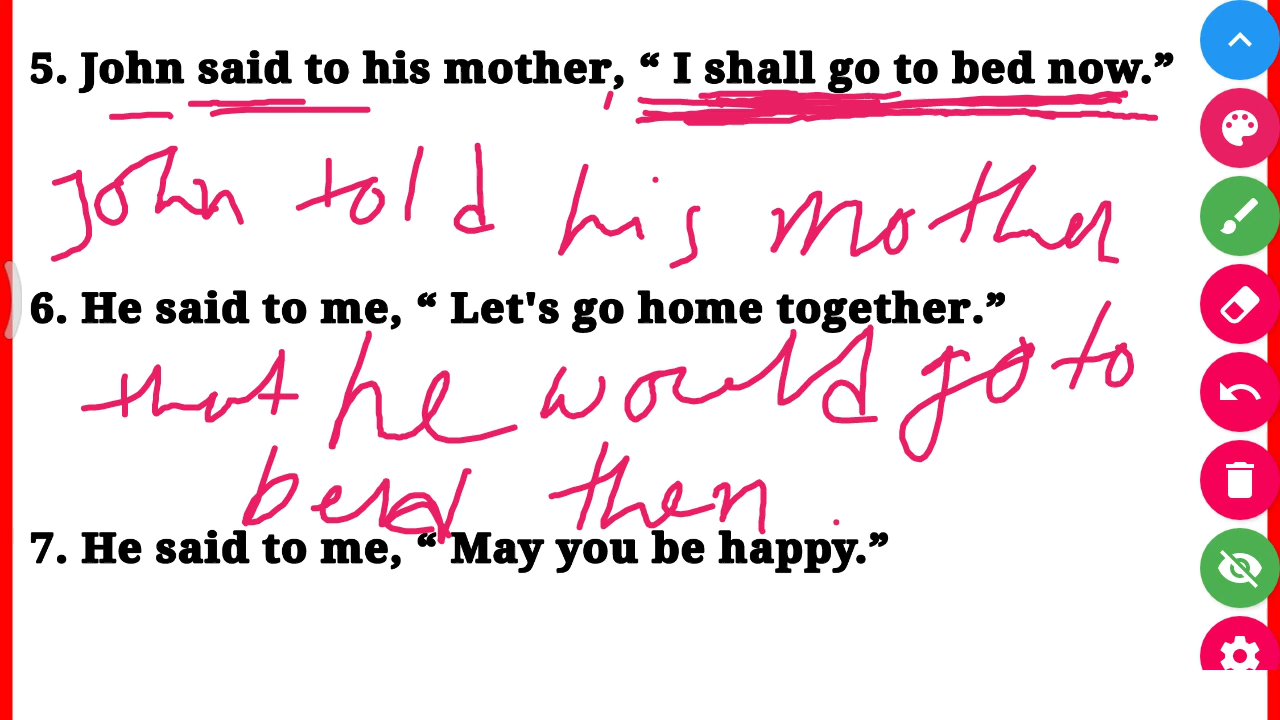 5. John said to his mother, “ I shall go to bed now.”
John told his mother
6. He said to me, “ Let's go home together.”
that he would go to
bed then.
7. He said to me, “ May you be happy.”